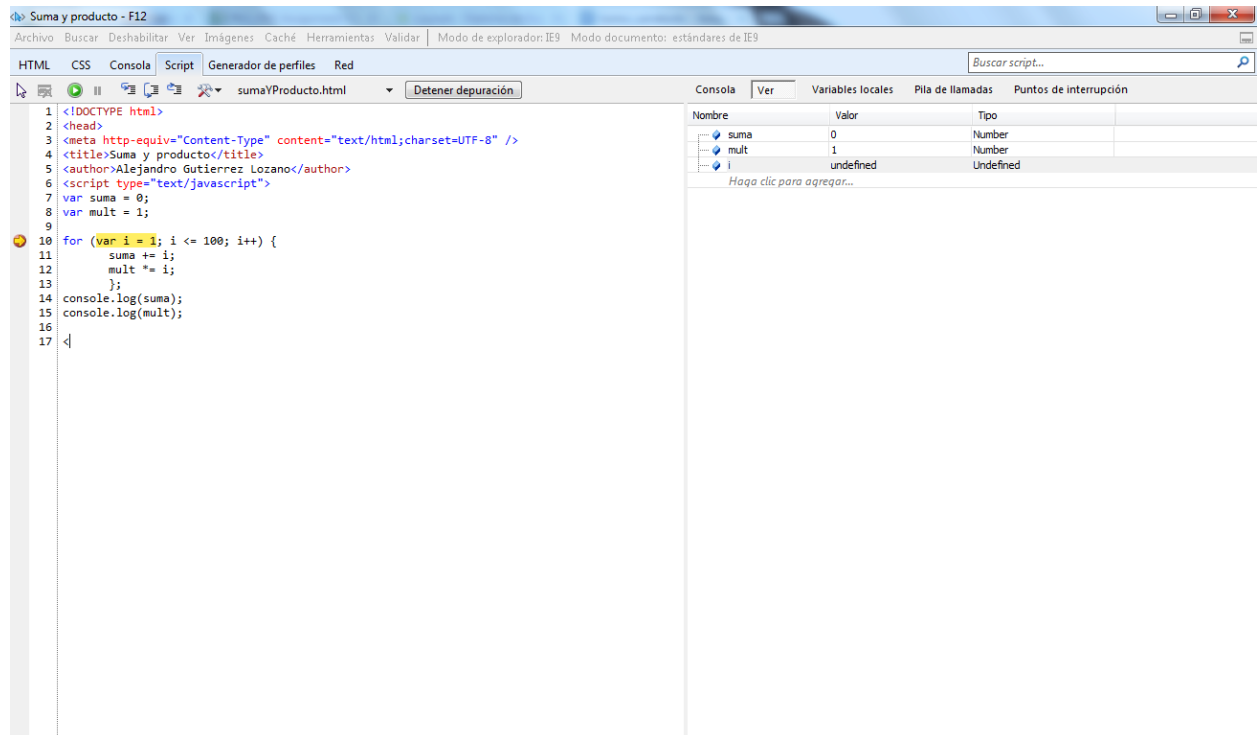 Suma y producto - F12
Archivo Buscar Deshabilitar Ver Imágenes Caché Herramientas Validar Modo de explorador: IE9 Modo documento: estándares de IE9
HTML CSS Consola Script Generador de perfiles Red
Buscar script...
sumaYProducto.html Detener depuración
Consola Ver Variables locales Pila de llamadas Puntos de interrupción
1 <!DOCTYPE html>
2 <head>
3 <meta http-equiv="Content-Type" content="text/html;charset=UTF-8" />
4 <title>Suma y producto</title>
5 <author>Alejandro Gutierrez Lozano</author>
6 <script type="text/javascript">
7 var suma = 0;
8 var mult = 1;
9
10 for (var i = 1; i <= 100; i++) {
11 suma += i;
12 mult *= i;
13 };
14 console.log(suma);
15 console.log(mult);
16
17 <
Nombre Valor Tipo
suma 0 Number
mult 1 Number
i undefined Undefined
Haga clic para agregar...